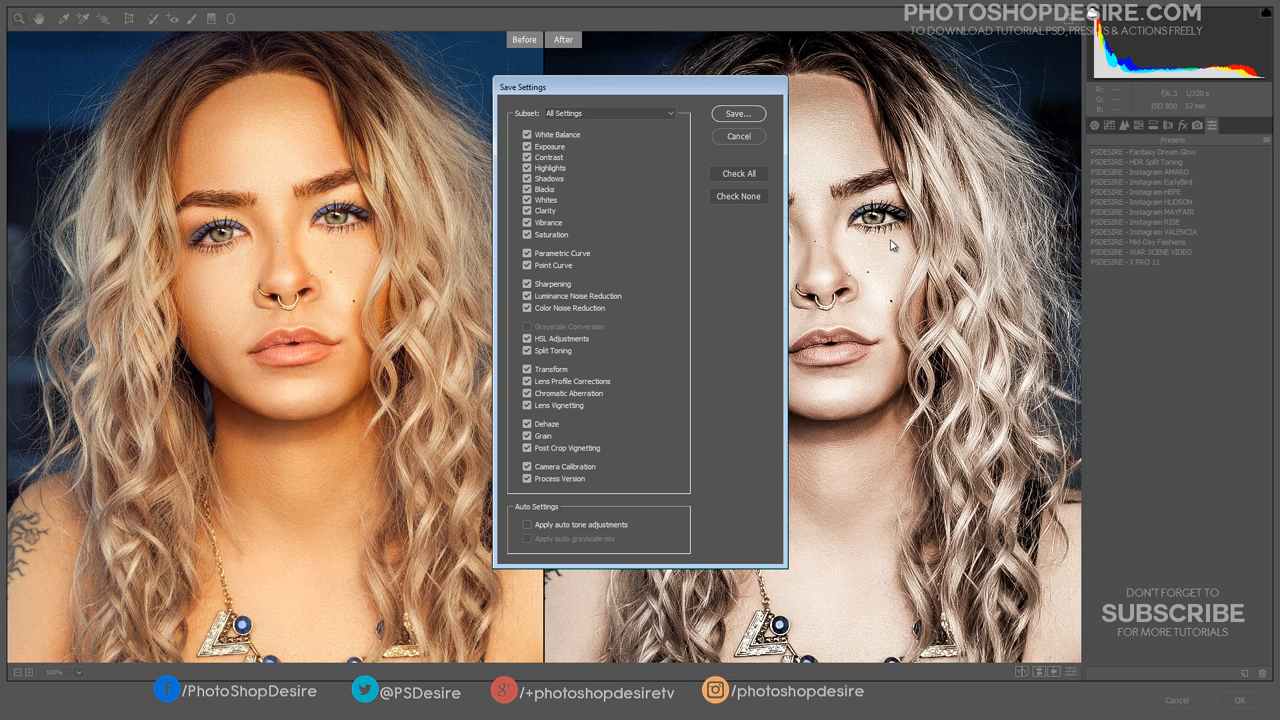 PHOTOSHOPDESIRE.COM
TO DOWNLOAD TUTORIAL PSD, PRESETS & ACTIONS FREELY
Before After
Save Settings
Subset: All Settings
Save...
Cancel
Check All
Check None
White Balance
Exposure
Contrast
Highlights
Shadows
Blacks
Whites
Clarity
Vibrance
Saturation
Parametric Curve
Point Curve
Sharpening
Luminance Noise Reduction
Color Noise Reduction
Grayscale Conversion
HSL Adjustments
Split Toning
Transform
Lens Profile Corrections
Chromatic Aberration
Lens Vignetting
Dehaze
Grain
Post Crop Vignetting
Camera Calibration
Process Version
Auto Settings
Apply auto tone adjustments
Apply auto grayscale mix
R: ---
G: ---
B: ---
f/6.3 1/320 s
ISO 800 57 mm
fx
Presets
PSDESIRE - Fantasy Dream Glow
PSDESIRE - HDR Split Toning
PSDESIRE - Instagram AMARO
PSDESIRE - Instagram EarlyBird
PSDESIRE - Instagram HEFE
PSDESIRE - Instagram HUDSON
PSDESIRE - Instagram MAYFAIR
PSDESIRE - Instagram RISE
PSDESIRE - Instagram VALENCIA
PSDESIRE - Mid-Day Fashions
PSDESIRE - WAR SCENE VIDEO
PSDESIRE - X PRO 11
DON'T FORGET TO
SUBSCRIBE
FOR MORE TUTORIALS
100%
/PhotoShopDesire @PSDesire /+photoshopdesiretv /photoshopdesire
Cancel OK